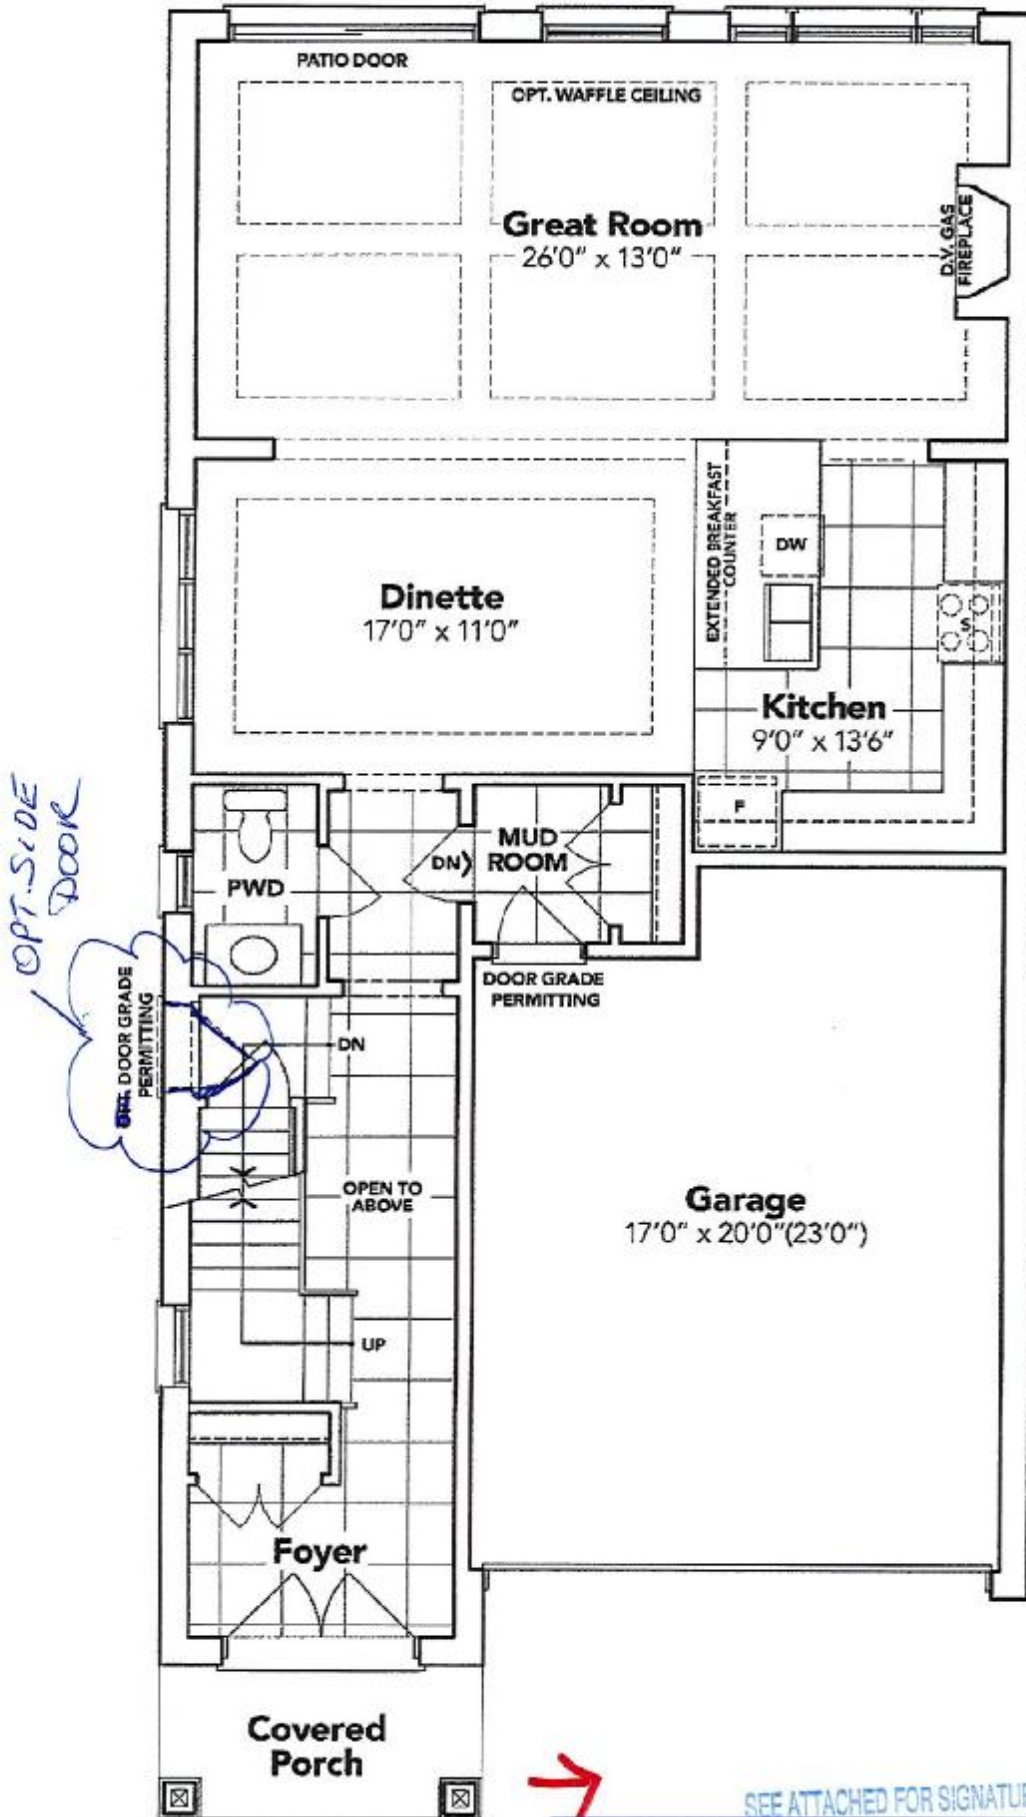 PATIO DOOR
OPT. WAFFLE CEILING
Great Room
26'0" x 13'0"
D.V. GAS
FIREPLACE
EXTENDED BREAKFAST
COUNTER
DW
Dinette
17'0" x 11'0"
S
Kitchen
9'0" x 13'6"
F
OPT. SIDE
DOOR
PWD
DN
MUD
ROOM
DOOR GRADE
PERMITTING
OPT. DOOR GRADE
PERMITTING
DN
OPEN TO
ABOVE
Garage
17'0" x 20'0"(23'0")
UP
Foyer
Covered
Porch
SEE ATTACHED FOR SIGNATU